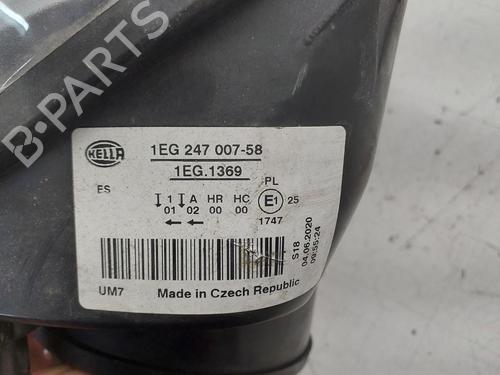 B-PARTS
HELLA
1EG 247 007-58
1EG.1369
ES
PL
1 A HR HC
01 02 00 00
E1 25
1747
S18
04.06.2020
09:55:24
UM7
Made in Czech Republic